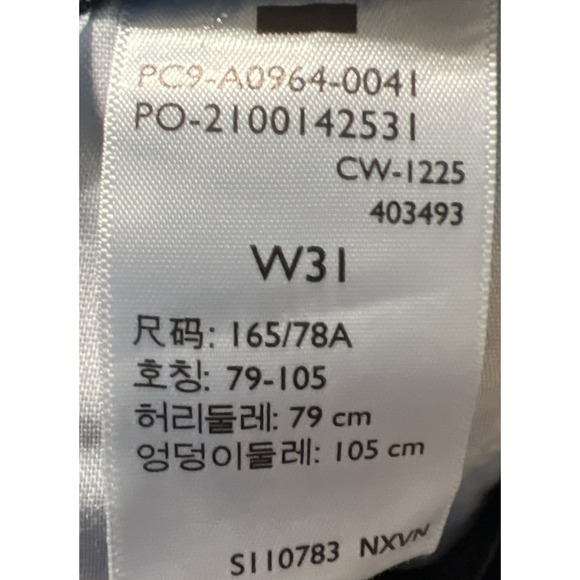 PC9-A0964-0041
PO-2100142531
CW-1225
403493
W31
尺码: 165/78A
호칭: 79-105
허리둘레: 79 cm
엉덩이둘레: 105 cm
S110783 NXVN